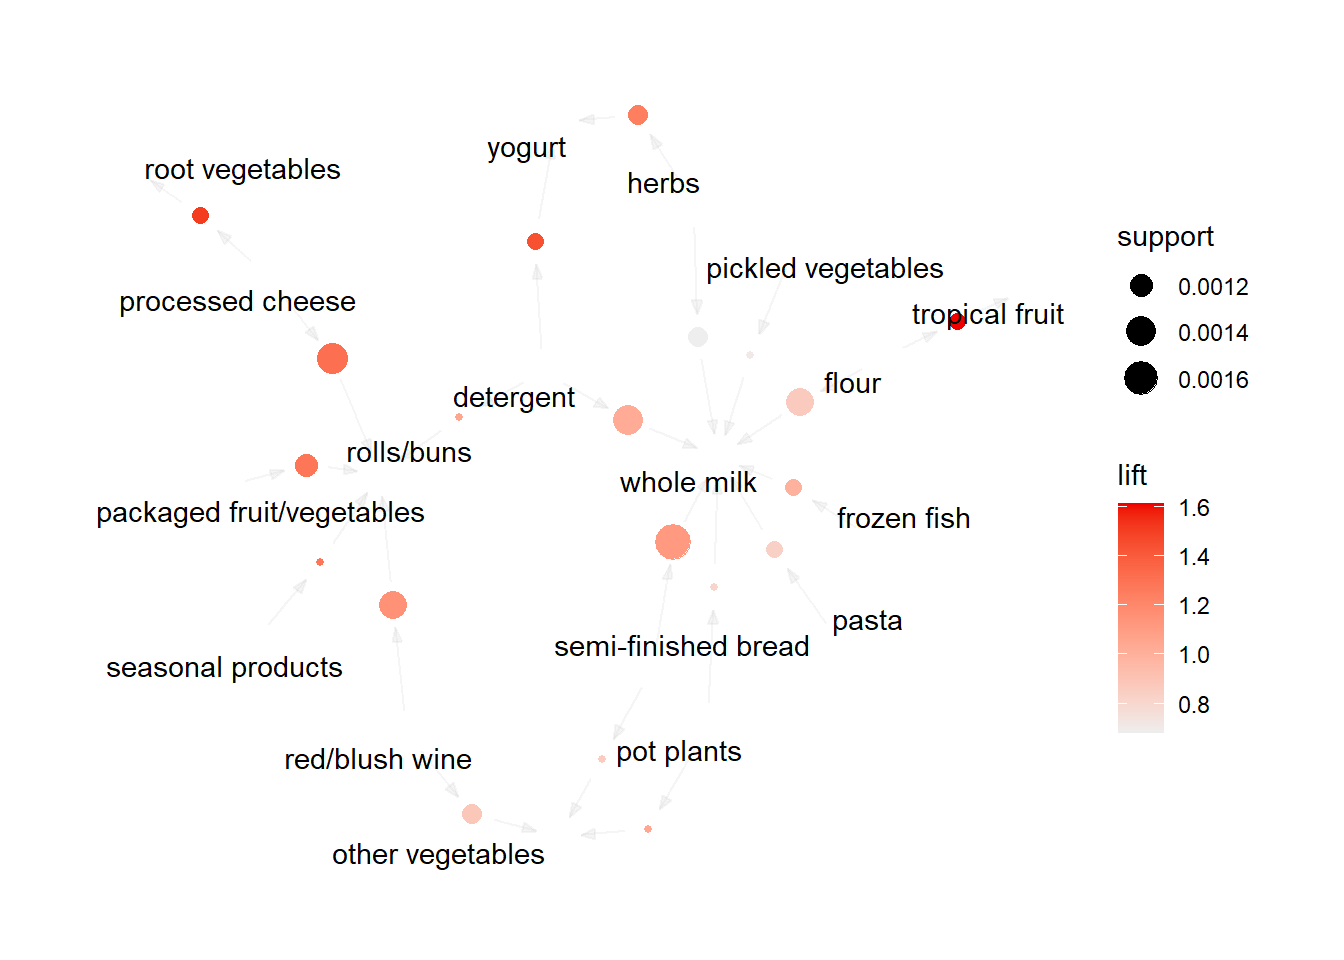 yogurt
root vegetables
herbs
pickled vegetables
processed cheese
tropical fruit
flour
detergent
rolls/buns
whole milk
packaged fruit/vegetables
frozen fish
pasta
semi-finished bread
seasonal products
pot plants
red/blush wine
other vegetables
support
0.0012
0.0014
0.0016
lift
1.6
1.4
1.2
1.0
0.8